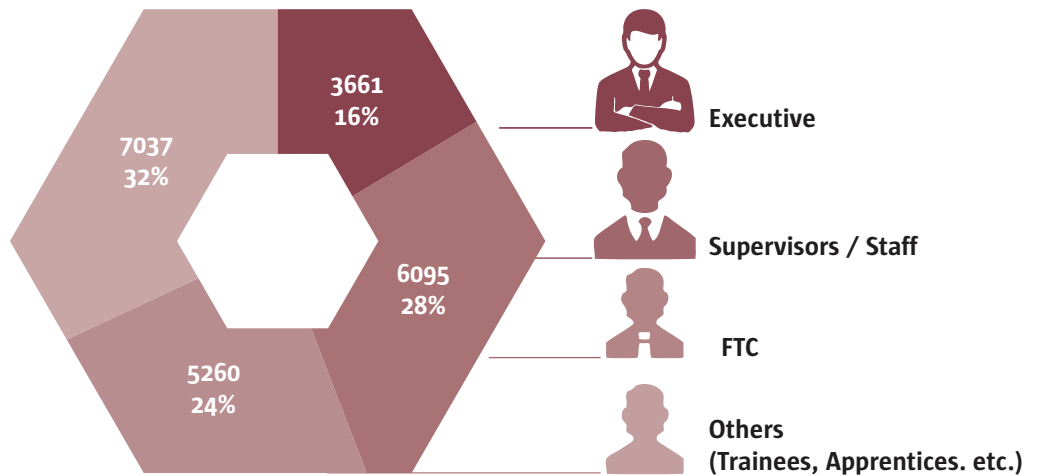 3661
16%
7037
32%
6095
28%
5260
24%
Executive
Supervisors / Staff
FTC
Others
(Trainees, Apprentices. etc.)